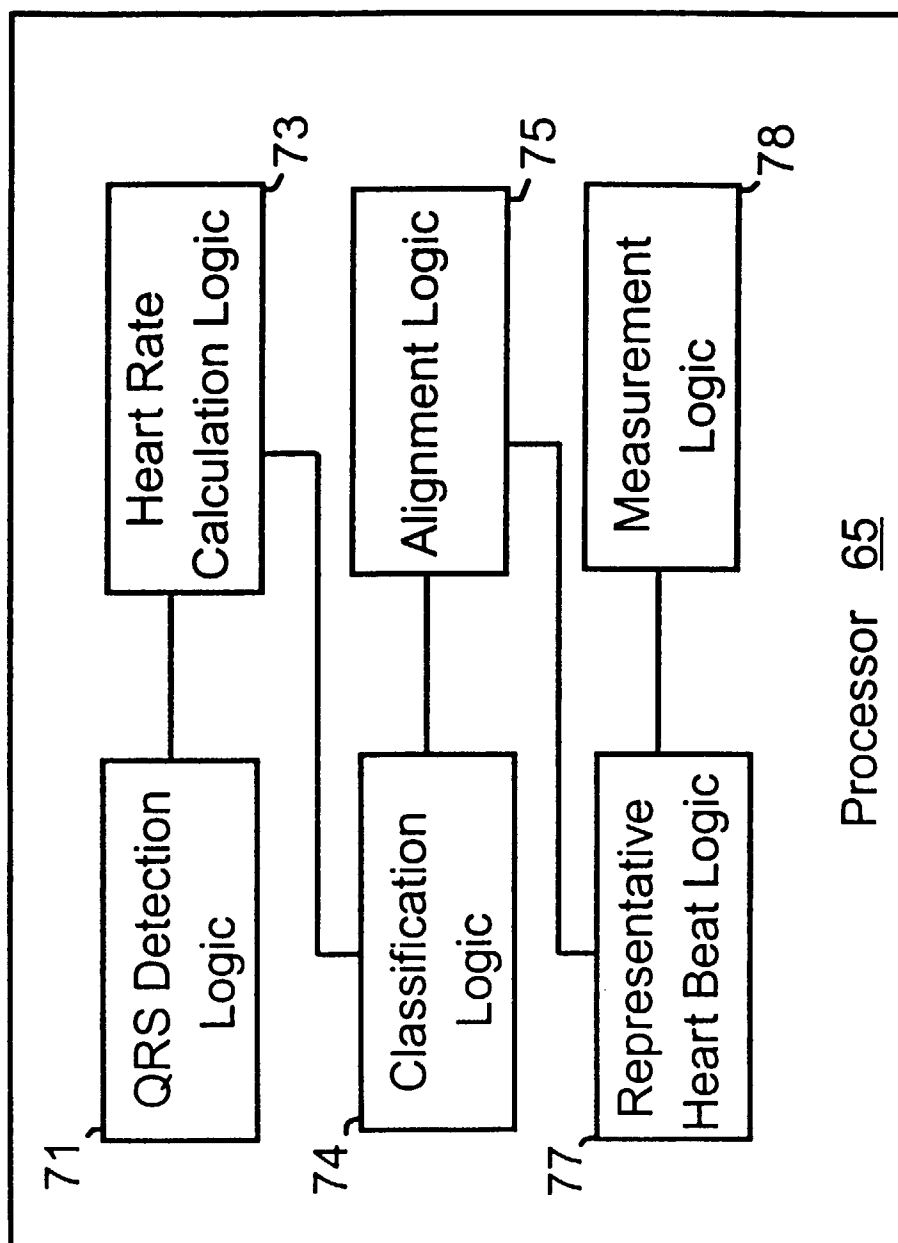 71
QRS Detection
Logic
Heart Rate
Calculation Logic
73
74
Classification
Logic
Alignment Logic
75
77
Representative
Heart Beat Logic
Measurement
Logic
78
Processor 65